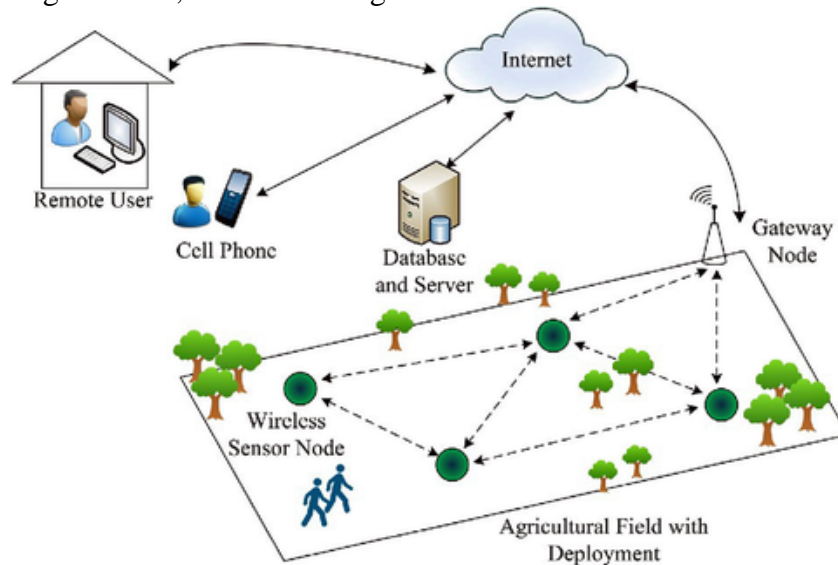 Internet
Remote User
Cell Phone
Database
and Server
Gateway
Node
Wireless
Sensor Node
Agricultural Field with
Deployment